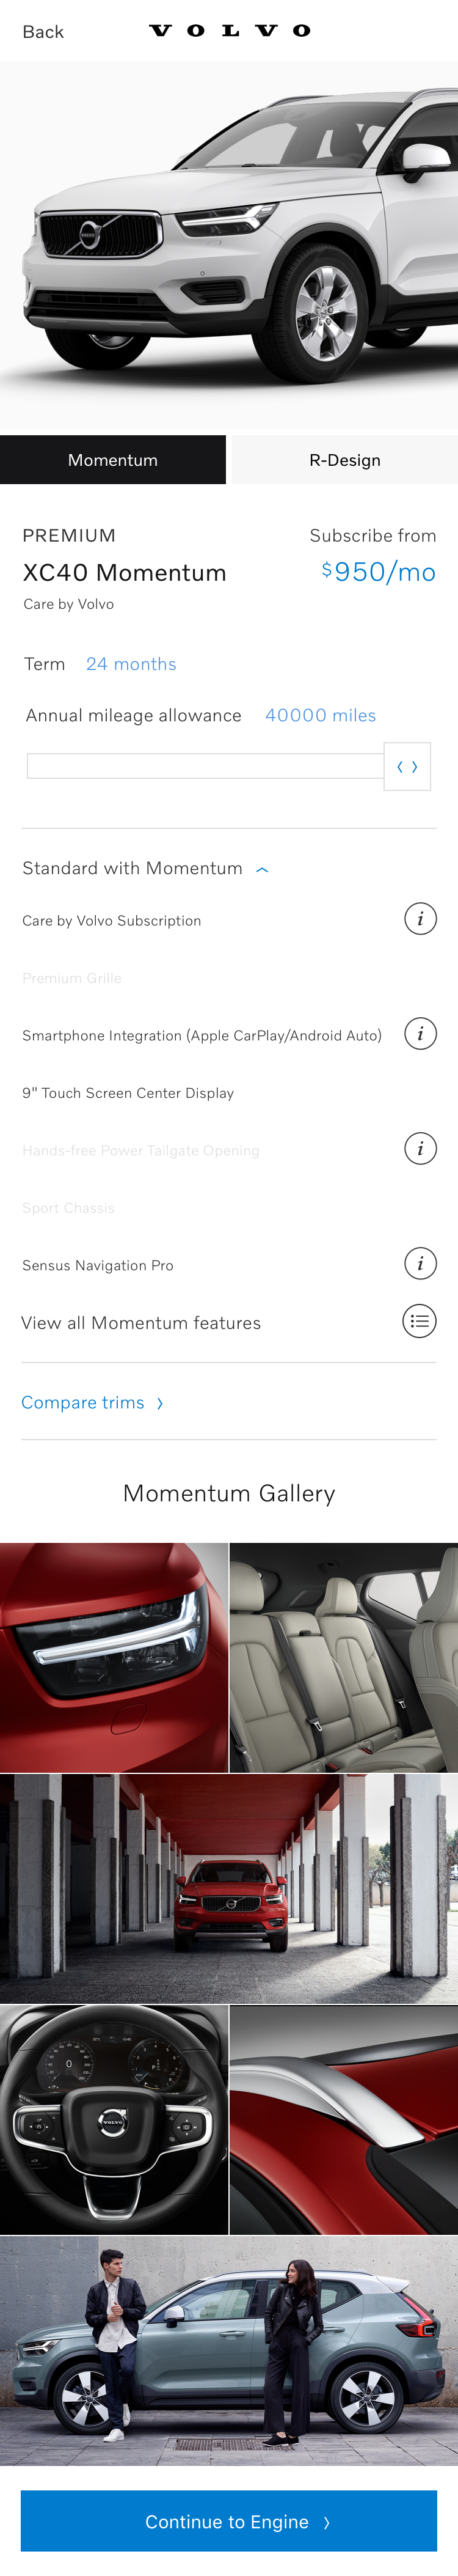 Back
VOLVO
VOLVO
Momentum
R-Design
PREMIUM
Subscribe from
XC40 Momentum
$950/mo
Care by Volvo
Term 24 months
Annual mileage allowance 40000 miles
Standard with Momentum
Care by Volvo Subscription
i
Premium Grille
Smartphone Integration (Apple CarPlay/Android Auto)
i
9" Touch Screen Center Display
Hands-free Power Tailgate Opening
i
Sport Chassis
Sensus Navigation Pro
i
View all Momentum features
Compare trims
Momentum Gallery
0
VOLVO
Continue to Engine